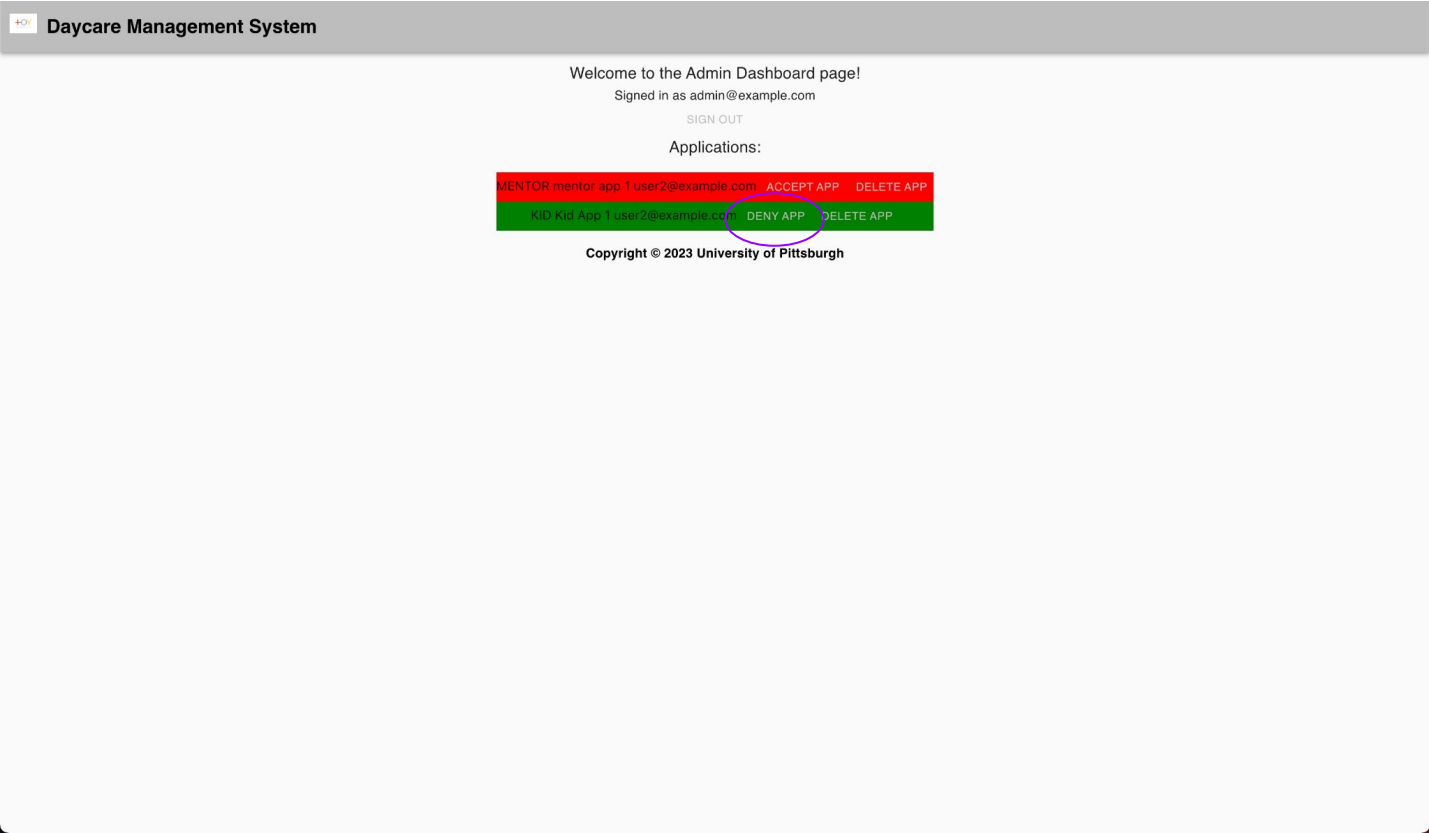 +OY Daycare Management System
Welcome to the Admin Dashboard page!
Signed in as admin@example.com
SIGN OUT
Applications:
MENTOR mentor app 1 user2@example.com ACCEPT APP DELETE APP
KID Kid App 1 user2@example.com DENY APP DELETE APP
Copyright © 2023 University of Pittsburgh